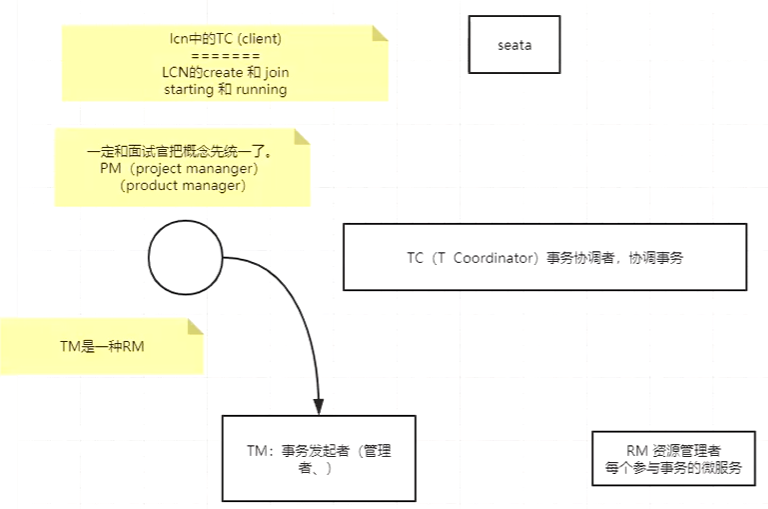 lcn中的TC (client)
=======
LCN的create 和 join
starting 和 running
seata
一定和面试官把概念先统一了。
PM（project mananger）
（product manager）
TC（T Coordinator）事务协调者，协调事务
TM是一种RM
TM：事务发起者（管理
者、）
RM 资源管理者
每个参与事务的微服务